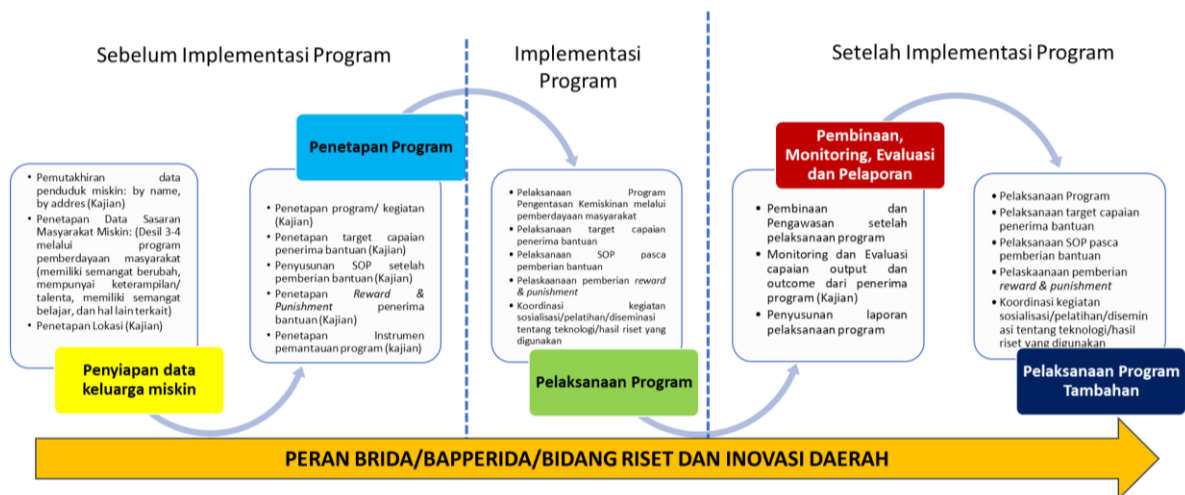 Sebelum Implementasi Program
Implementasi
Program
Setelah Implementasi Program
Penetapan Program
Pembinaan,
Monitoring, Evaluasi
dan Pelaporan
• Pemutakhiran data
penduduk miskin: by name,
by addres (Kajian)
• Penetapan Data Sasaran
Masyarakat Miskin: (Desil 3-4
melalui program
pemberdayaan masyarakat
(memiliki semangat berubah,
mempunyai keterampilan/
talenta, memiliki semangat
belajar, dan hal lain terkait)
• Penetapan Lokasi (Kajian)
Penyiapan data
keluarga miskin
• Penetapan program/ kegiatan
(Kajian)
• Penetapan target capaian
penerima bantuan (Kajian)
• Penyusunan SOP setelah
pemberian bantuan (Kajian)
• Penetapan Reward &
Punishment penerima
bantuan (Kajian)
• Penetapan Instrumen
pemantauan program (kajian)
• Pelaksanaan Program
Pengentasan Kemiskinan melalui
pemberdayaan masyarakat
• Pelaksanaan target capaian
penerima bantuan
• Pelaksanaan SOP pasca
pemberian bantuan
• Pelaskaanaan pemberian reward
& punishment
• Koordinasi kegiatan
sosialisasi/pelatihan/diseminasi
tentang teknologi/hasil riset yang
digunakan
Pelaksanaan Program
• Pembinaan dan
Pengawasan setelah
pelaksanaan program
• Monitoring dan Evaluasi
capaian output dan
outcome dari penerima
program (Kajian)
• Penyusunan laporan
pelaksanaan program
• Pelaksanaan Program
• Pelaksanaan target capaian
penerima bantuan
• Pelaksanaan SOP pasca
pemberian bantuan
• Pelaskaanaan pemberian
reward & punishment
• Koordinasi kegiatan
sosialisasi/pelatihan/disemin
asi tentang teknologi/hasil
riset yang digunakan
Pelaksanaan Program
Tambahan
PERAN BRIDA/BAPPERIDA/BIDANG RISET DAN INOVASI DAERAH